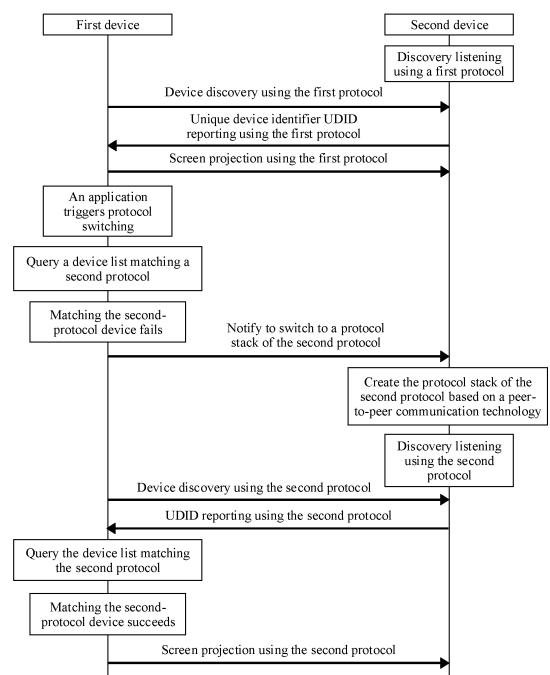 First device
Second device
Discovery listening
using a first protocol
Device discovery using the first protocol
Unique device identifier UDID
reporting using the first protocol
Screen projection using the first protocol
An application
triggers protocol
switching
Query a device list matching a
second protocol
Matching the second-
protocol device fails
Notify to switch to a protocol
stack of the second protocol
Create the protocol stack of the
second protocol based on a peer-
to-peer communication technology
Discovery listening
using the second
protocol
Device discovery using the second protocol
UDID reporting using the second protocol
Query the device list matching
the second protocol
Matching the second-
protocol device succeeds
Screen projection using the second protocol